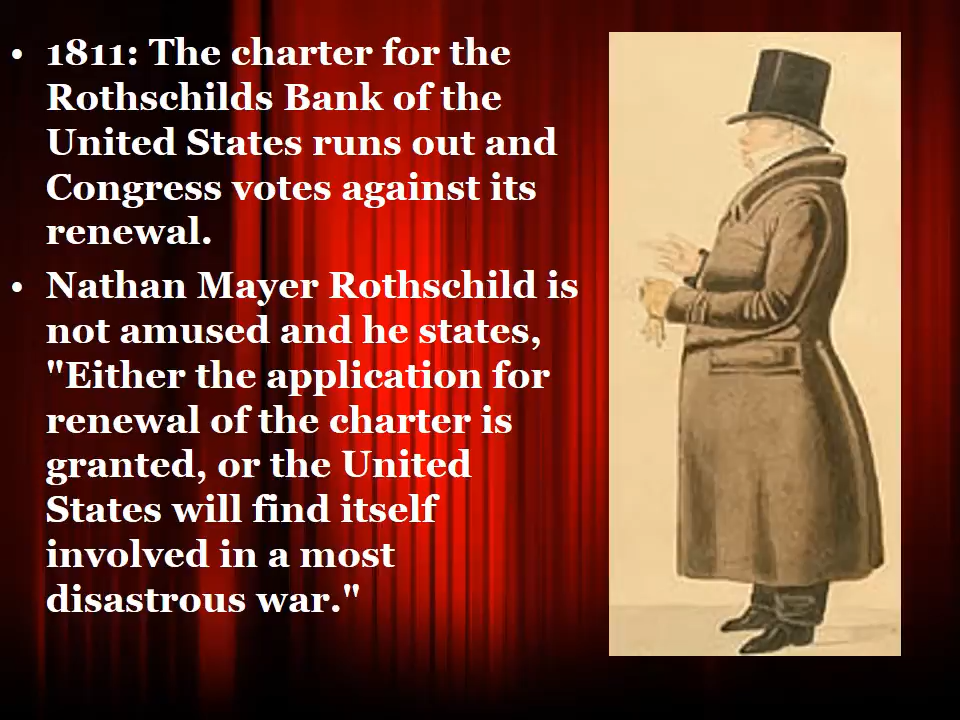 • 1811: The charter for the
Rothschilds Bank of the
United States runs out and
Congress votes against its
renewal.
• Nathan Mayer Rothschild is
not amused and he states,
"Either the application for
renewal of the charter is
granted, or the United
States will find itself
involved in a most
disastrous war."